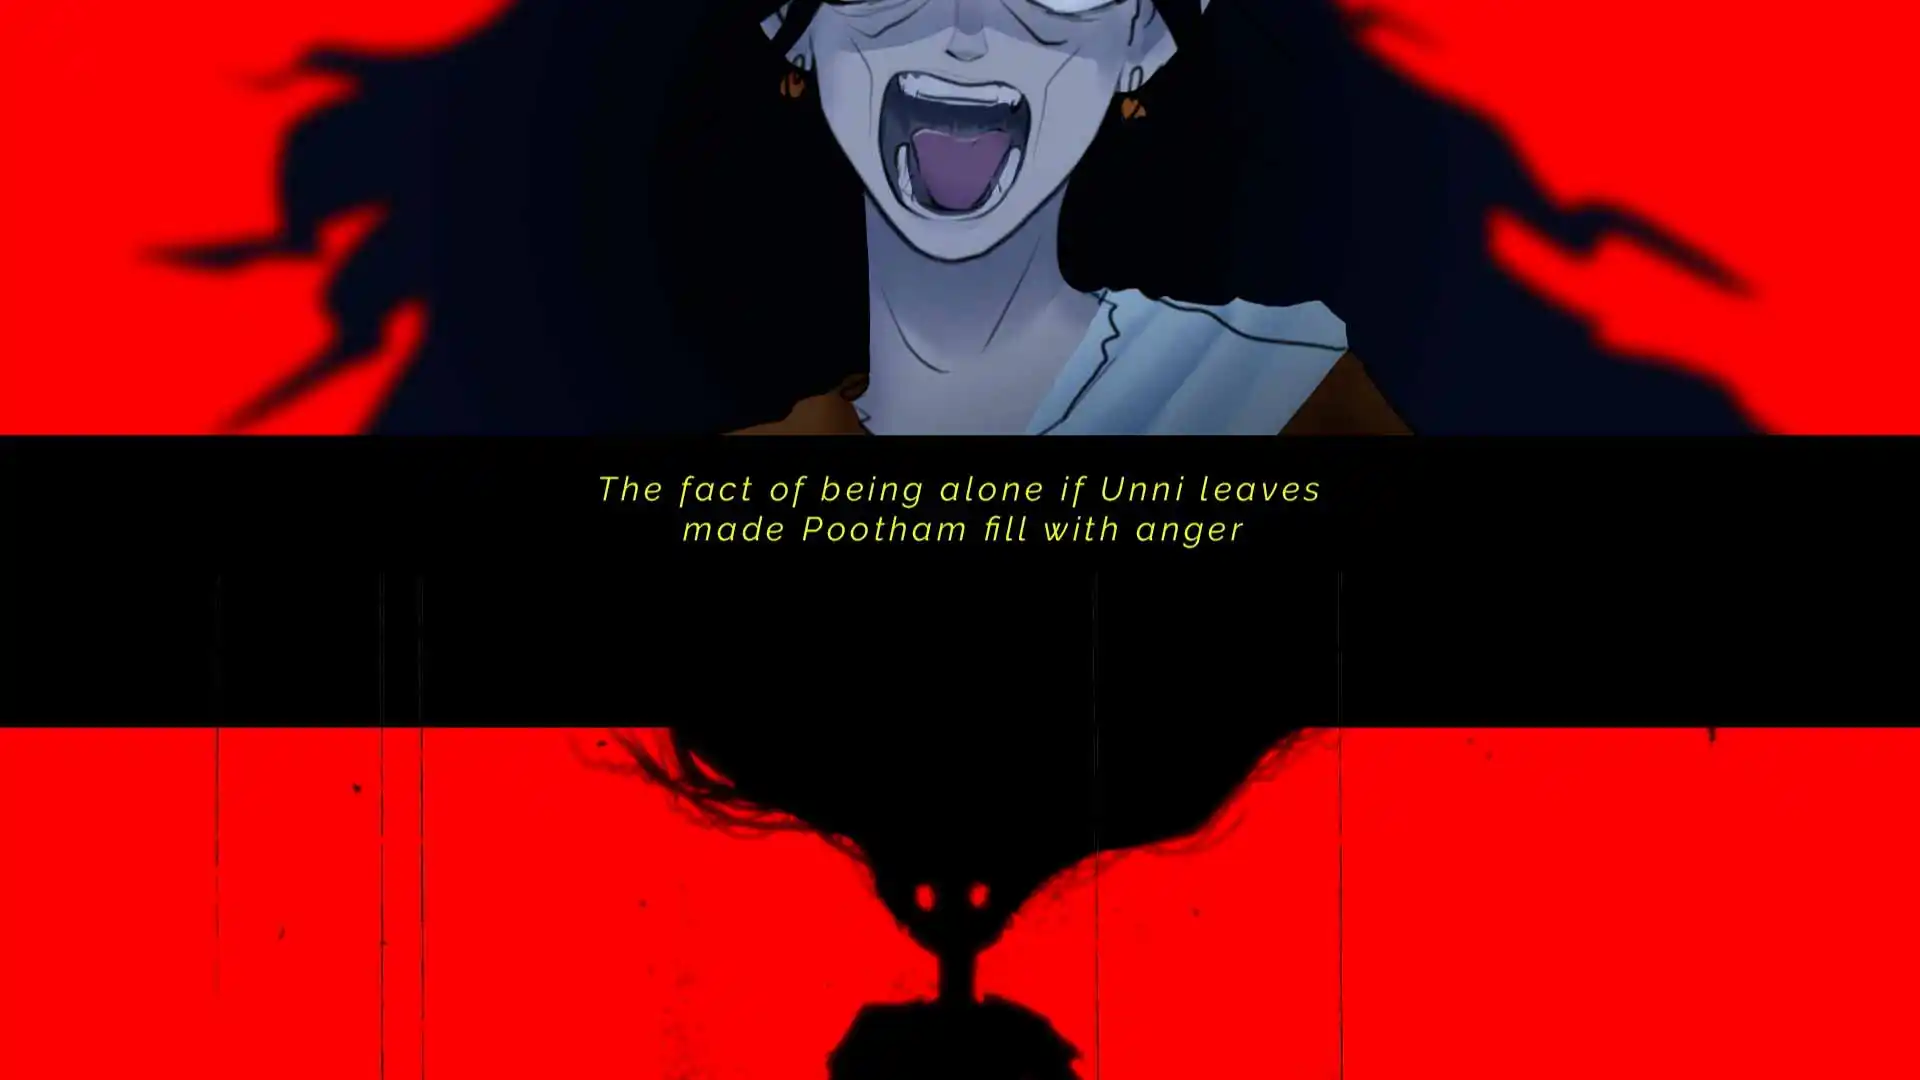 The fact of being alone if Unni leaves
made Pootham fill with anger